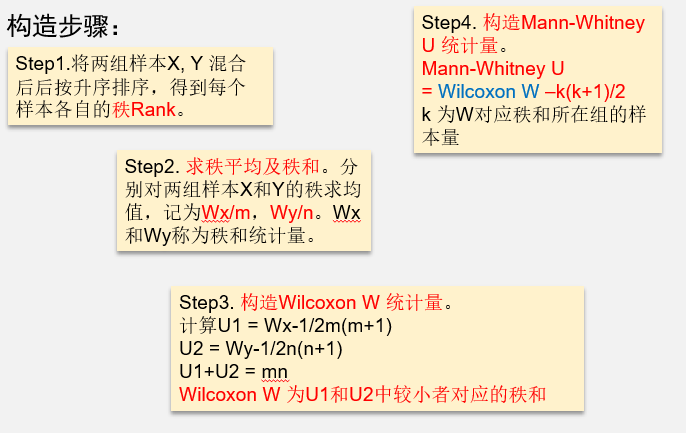 构造步骤：
Step1.将两组样本X, Y 混合
后后按升序排序，得到每个
样本各自的秩Rank。
Step2. 求秩平均及秩和。分
别对两组样本X和Y的秩求均
值，记为Wx/m，Wy/n。Wx
和Wy称为秩和统计量。
Step3. 构造Wilcoxon W 统计量。
计算U1 = Wx-1/2m(m+1)
U2 = Wy-1/2n(n+1)
U1+U2 = mn
Wilcoxon W 为U1和U2中较小者对应的秩和
Step4. 构造Mann-Whitney
U 统计量。
Mann-Whitney U
= Wilcoxon W –k(k+1)/2
k 为W对应秩和所在组的样
本量